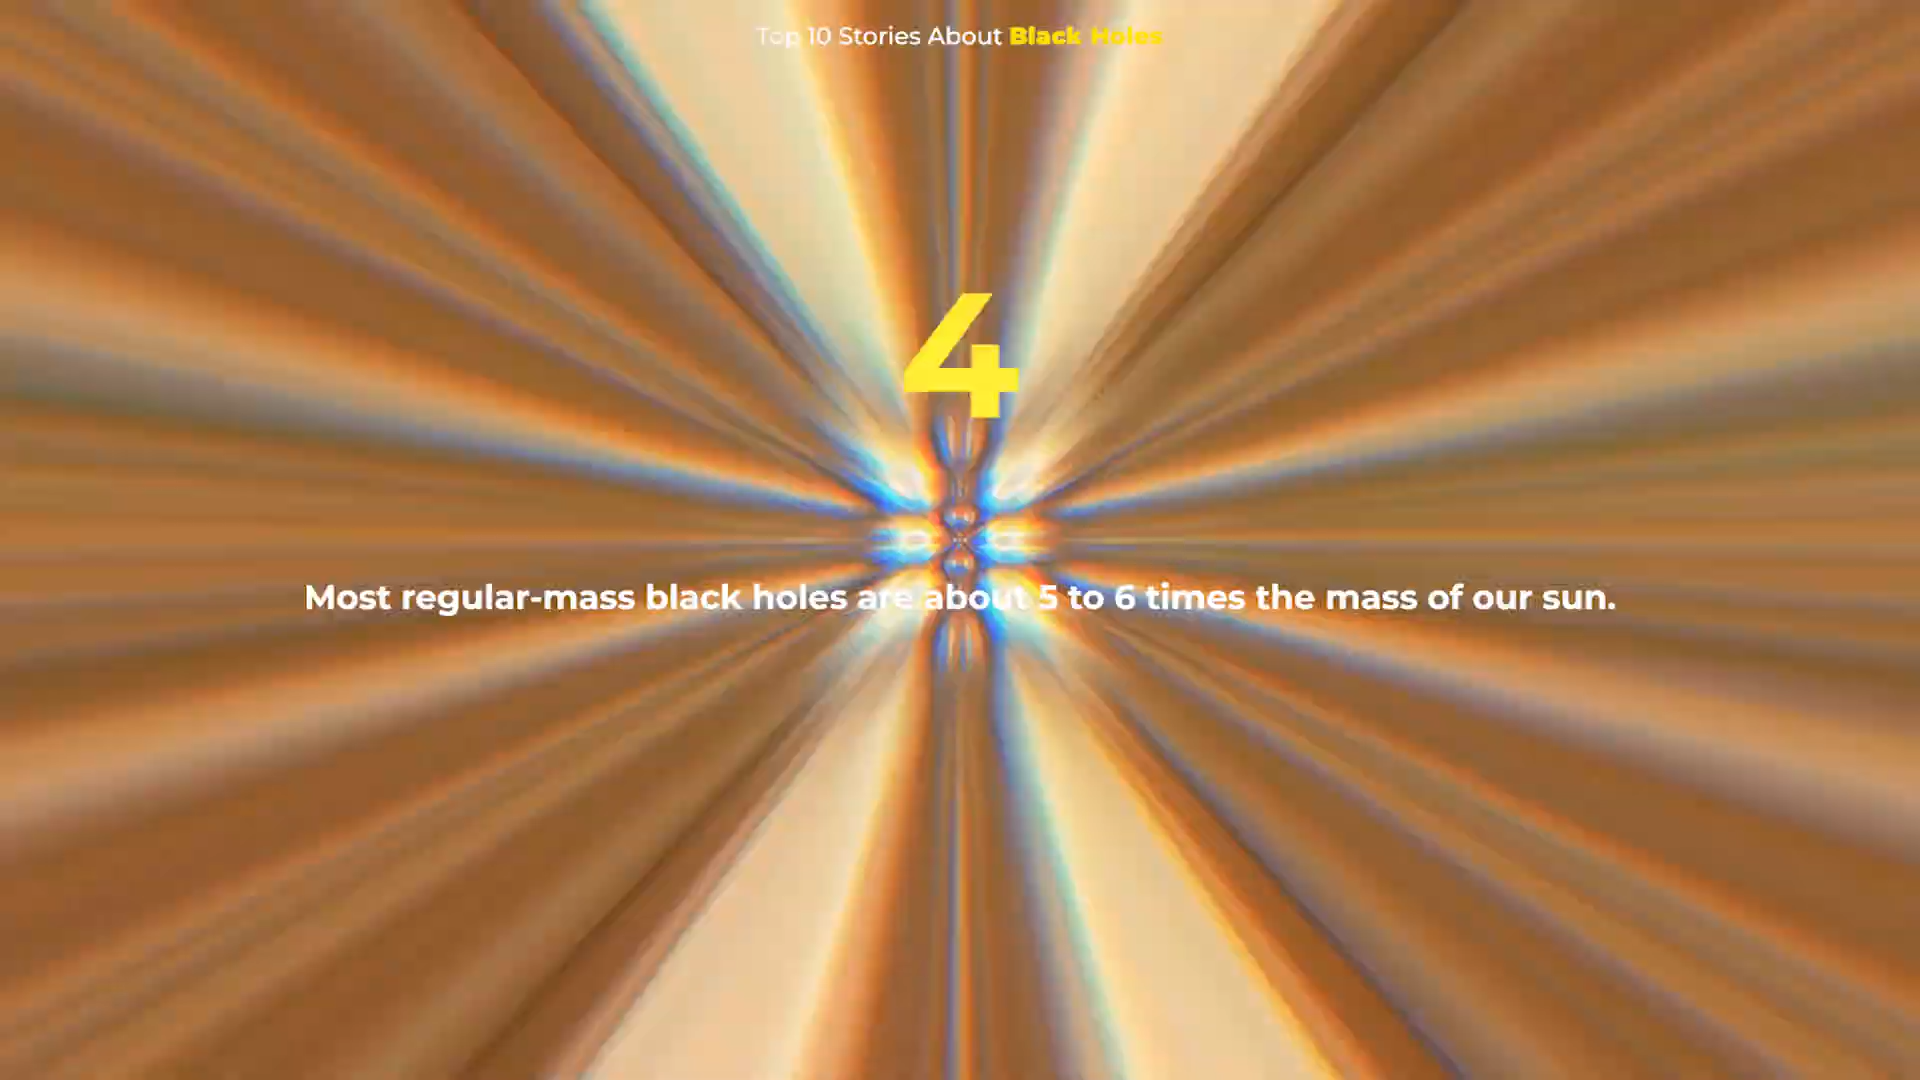 Top 10 Stories About Black Holes
4
Most regular-mass black holes are about 5 to 6 times the mass of our sun.